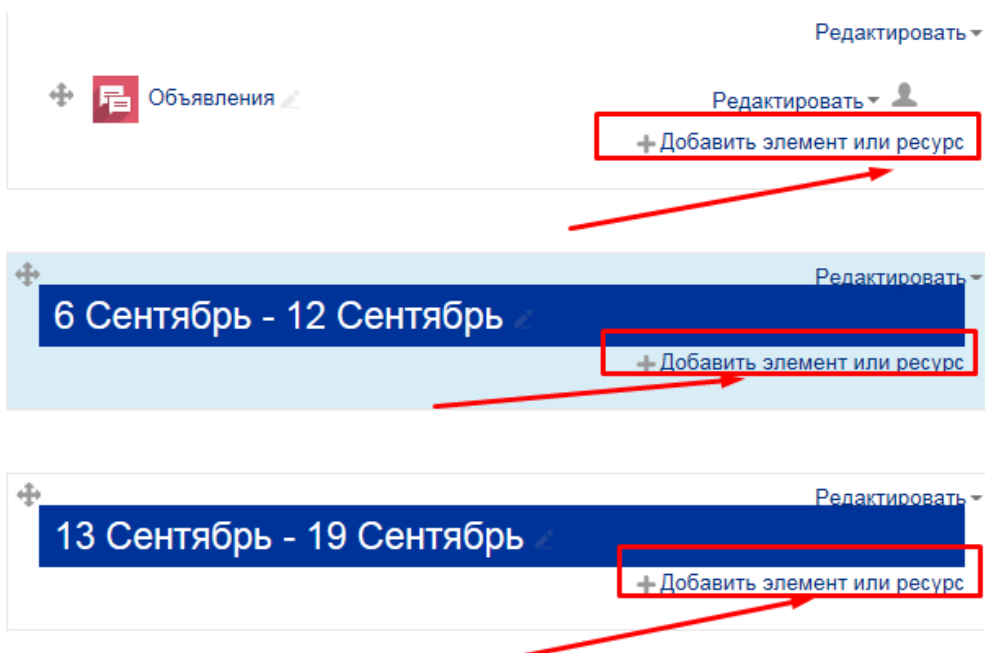 Редактировать
Объявления Редактировать
Добавить элемент или ресурс
Редактировать
6 Сентябрь - 12 Сентябрь
Добавить элемент или ресурс
Редактировать
13 Сентябрь - 19 Сентябрь
Добавить элемент или ресурс